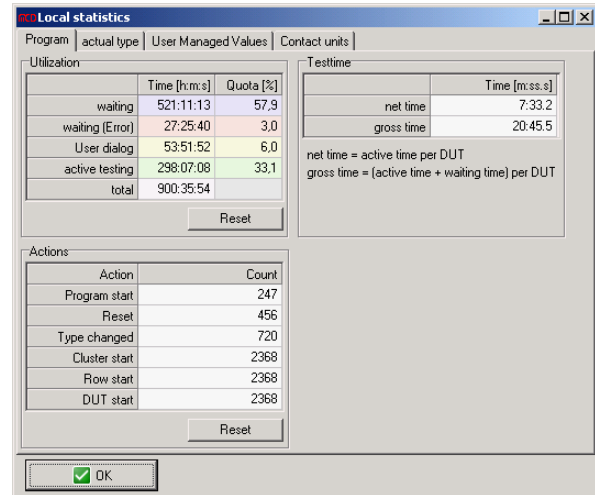 MCD Local statistics
Program actual type User Managed Values Contact units
Utilization
Time [h:m:s] Quota [%]
waiting 521:11:13 57,9
waiting (Error) 27:25:40 3,0
User dialog 53:51:52 6,0
active testing 298:07:08 33,1
total 900:35:54
Reset
Testtime
Time [m:ss.s]
net time 7:33.2
gross time 20:45.5
net time = active time per DUT
gross time = (active time + waiting time) per DUT
Actions
Action Count
Program start 247
Reset 456
Type changed 720
Cluster start 2368
Row start 2368
DUT start 2368
Reset
OK